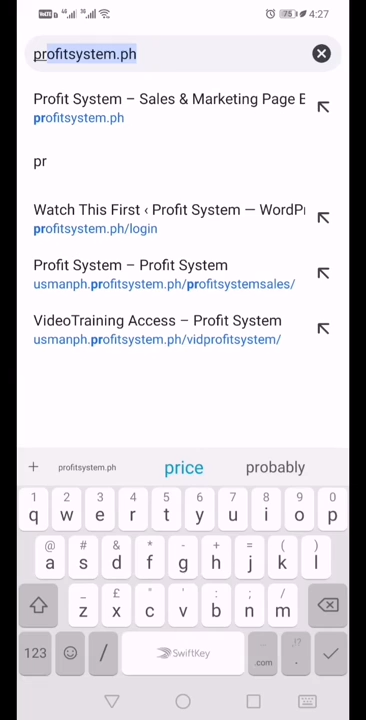 4:27
profitsystem.ph
Profit System – Sales & Marketing Page E
profitsystem.ph
pr
Watch This First ‹ Profit System — WordPr
profitsystem.ph/login
Profit System – Profit System
usmanph.profitsystem.ph/profitsystemsales/
VideoTraining Access – Profit System
usmanph.profitsystem.ph/vidprofitsystem/
+ profitsystem.ph price probably
1 2 3 4 5 6 7 8 9 0
q w e r t y u i o p
@ # & * - + = ( )
a s d f g h j k l
_ £ " ' : ; /
z x c v b n m
123 / SwiftKey .com ,!? .